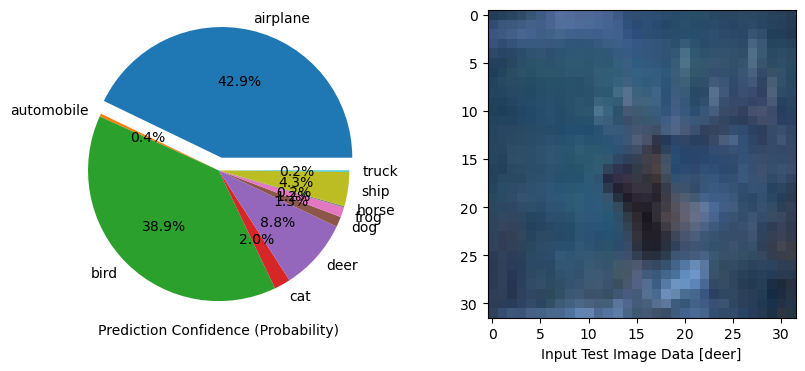 airplane
42.9%
automobile
0.4%
truck
0.2%
ship
4.3%
horse
0.2%
frog
dog
1.3%
deer
8.8%
cat
2.0%
bird
38.9%
Prediction Confidence (Probability)
0
5
10
15
20
25
30
0 5 10 15 20 25 30
Input Test Image Data [deer]